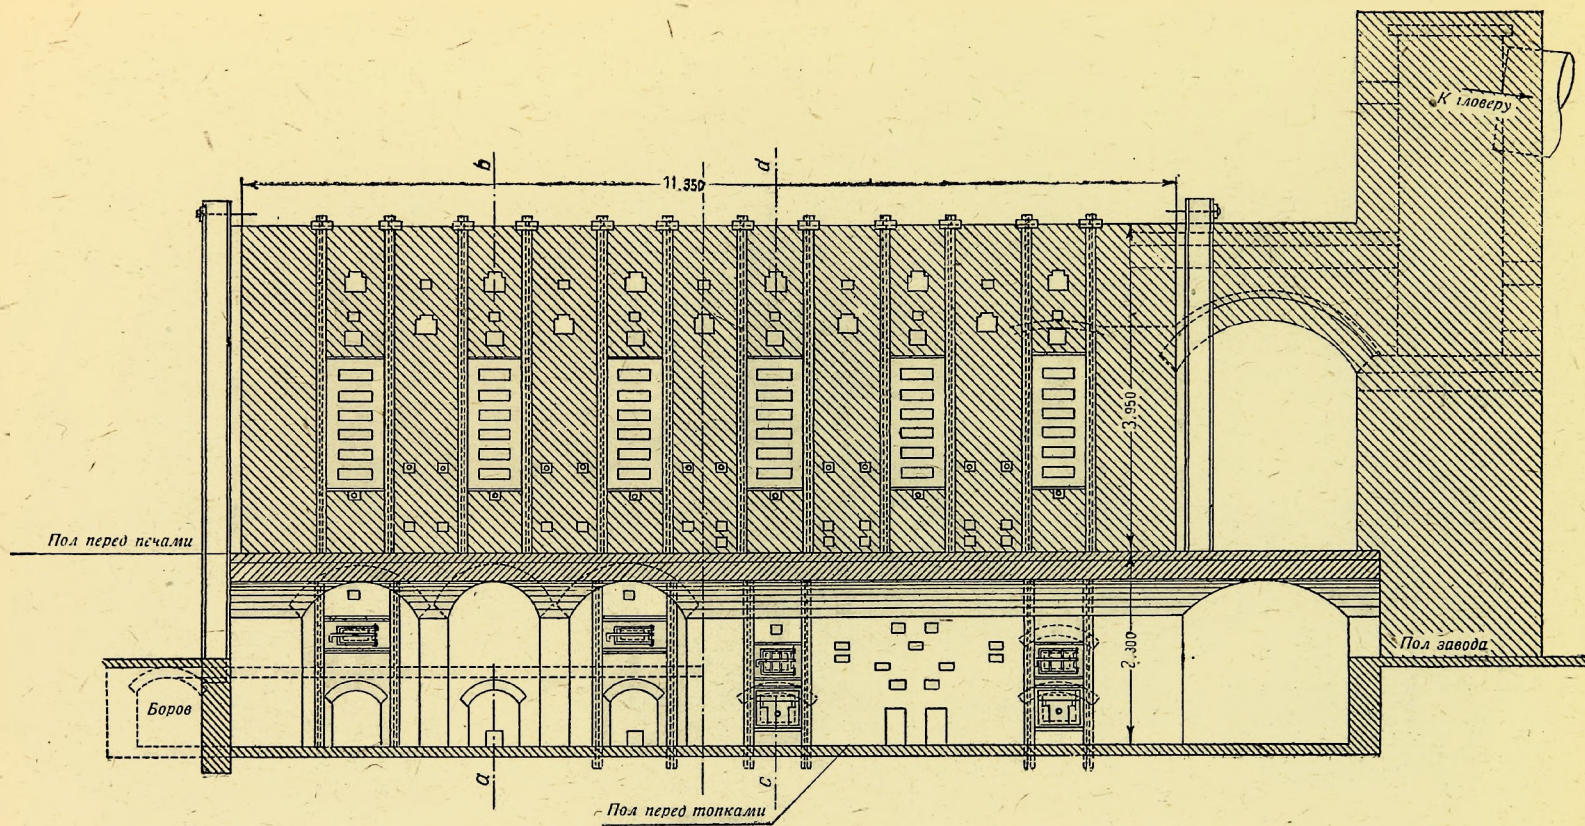 К гловеру
b
d
11.350
3.950
Пол перед печами
2.300
Пол завода
Боров
a
c
Пол перед топками